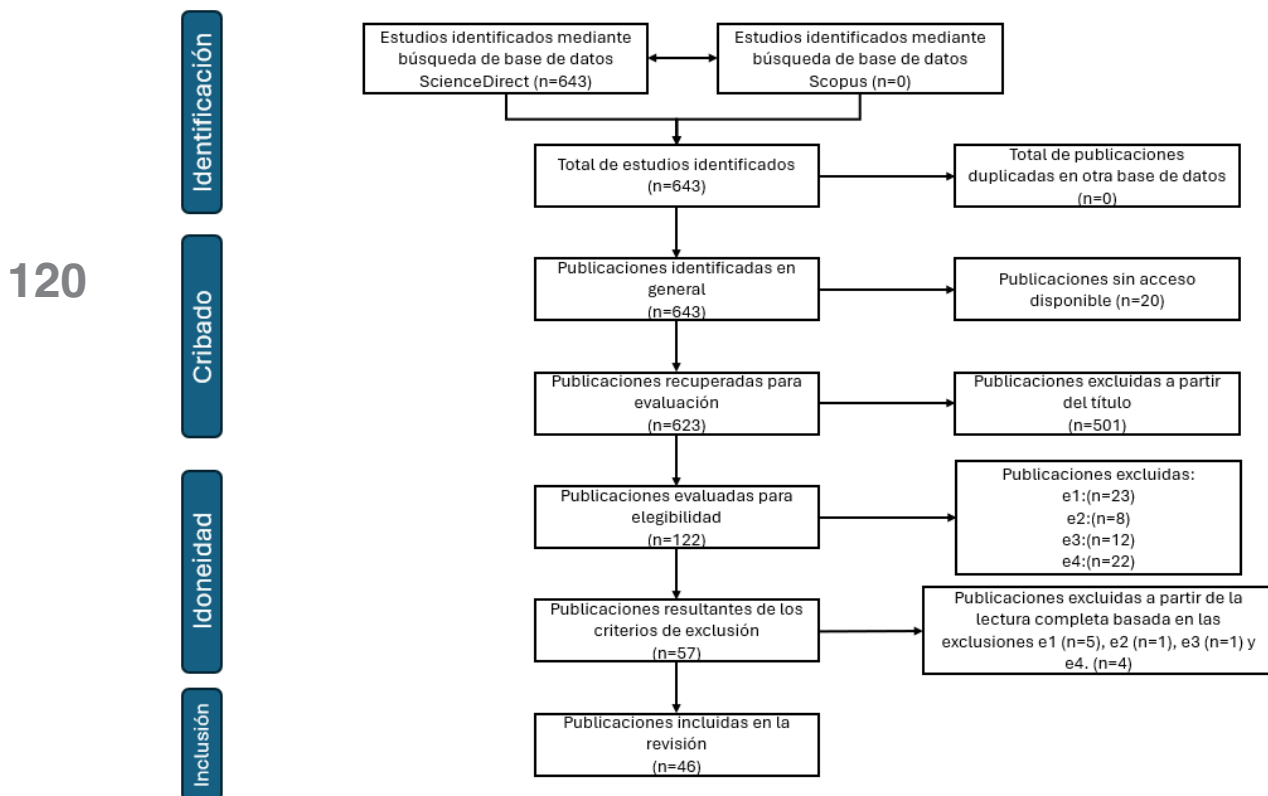 Identificación
Estudios identificados mediante
búsqueda de base de datos
ScienceDirect (n=643)
Estudios identificados mediante
búsqueda de base de datos
Scopus (n=0)
Total de estudios identificados
(n=643)
Total de publicaciones
duplicadas en otra base de datos
(n=0)
120
Cribado
Publicaciones identificadas en
general
(n=643)
Publicaciones sin acceso
disponible (n=20)
Publicaciones recuperadas para
evaluación
(n=623)
Publicaciones excluidas a partir
del título
(n=501)
Idoneidad
Publicaciones evaluadas para
elegibilidad
(n=122)
Publicaciones excluidas:
e1:(n=23)
e2:(n=8)
e3:(n=12)
e4:(n=22)
Publicaciones resultantes de los
criterios de exclusión
(n=57)
Publicaciones excluidas a partir de la
lectura completa basada en las
exclusiones e1 (n=5), e2 (n=1), e3 (n=1) y
e4. (n=4)
Inclusión
Publicaciones incluidas en la
revisión
(n=46)